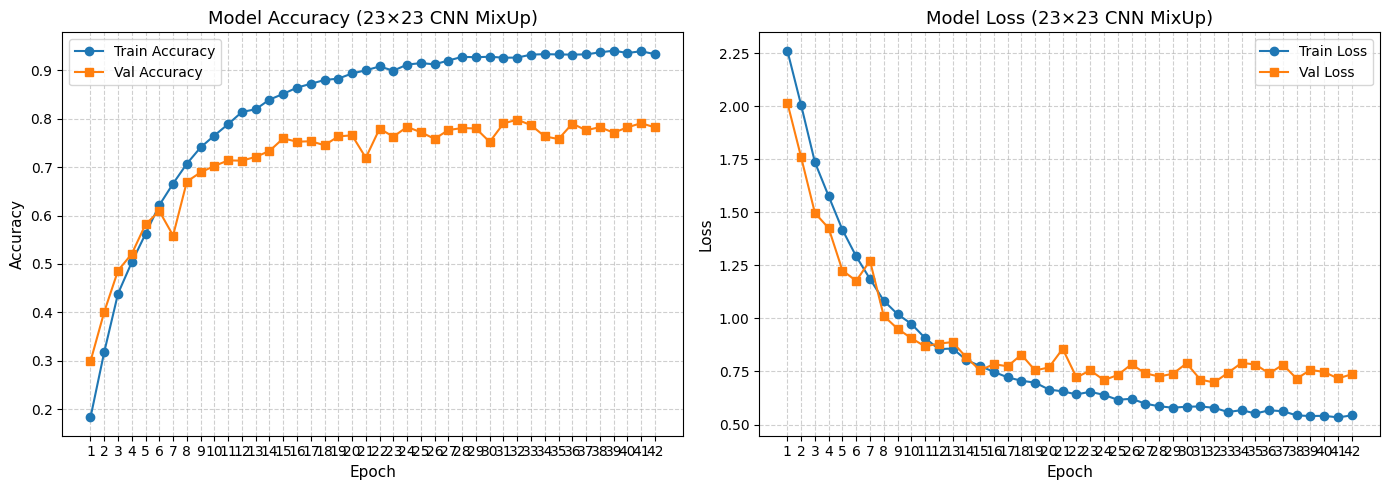 Model Accuracy (23×23 CNN MixUp)
Train Accuracy
Val Accuracy
0.9
0.8
0.7
0.6
0.5
0.4
0.3
0.2
Accuracy
1 2 3 4 5 6 7 8 9 10 11 12 13 14 15 16 17 18 19 20 21 22 23 24 25 26 27 28 29 30 31 32 33 34 35 36 37 38 39 40 41 42
Epoch
Model Loss (23×23 CNN MixUp)
Train Loss
Val Loss
2.25
2.00
1.75
1.50
1.25
1.00
0.75
0.50
Loss
1 2 3 4 5 6 7 8 9 10 11 12 13 14 15 16 17 18 19 20 21 22 23 24 25 26 27 28 29 30 31 32 33 34 35 36 37 38 39 40 41 42
Epoch